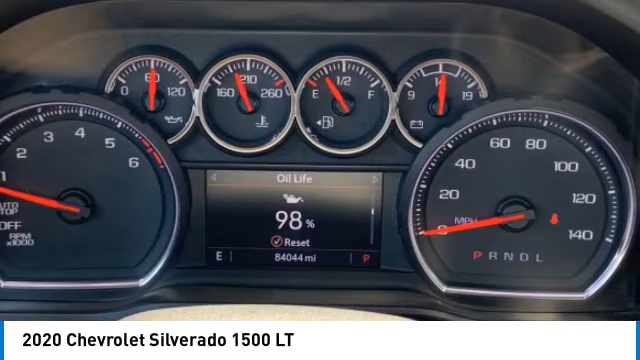 0 60 120
160 210 260
E 1/2 F
9 14 19
1 2 3 4 5 6
AUTO STOP
OFF
RPM
x1000
Oil Life
98 %
Reset
E 84044 mi P
20 40 60 80 100 120 140
MPH
P R N D L
2020 Chevrolet Silverado 1500 LT